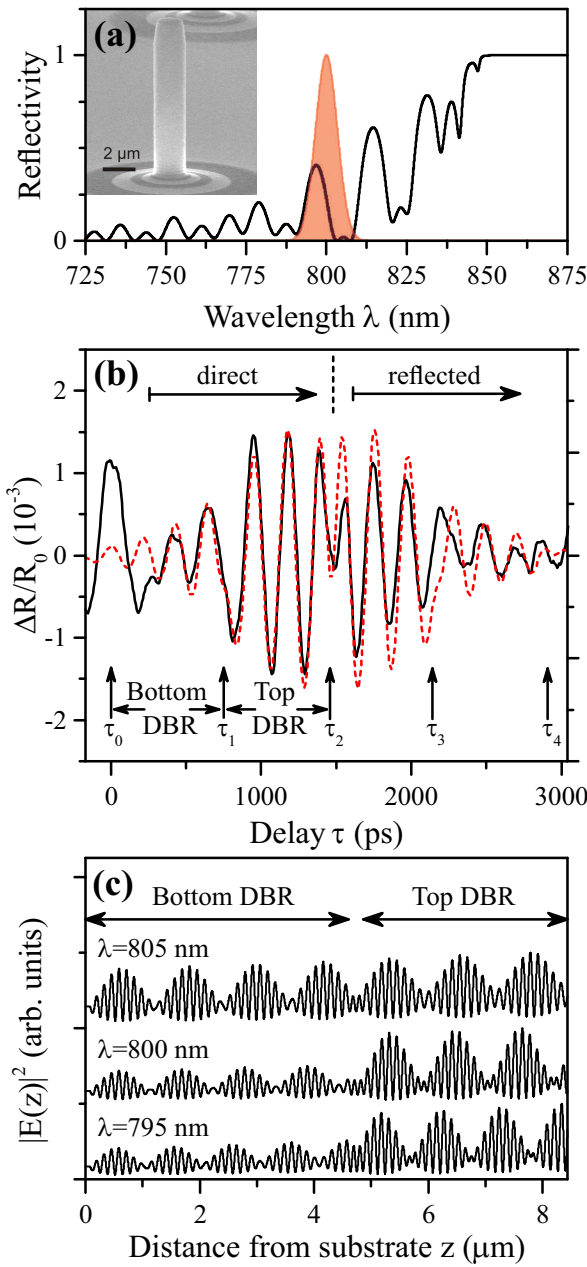 (a)
2 µm
Reflectivity
1
0
725 750 775 800 825 850 875
Wavelength λ (nm)
(b)
direct
reflected
ΔR/R₀ (10⁻³)
2
1
0
-1
-2
Bottom DBR
Top DBR
τ₀ τ₁ τ₂ τ₃ τ₄
0 1000 2000 3000
Delay τ (ps)
(c)
Bottom DBR Top DBR
|E(z)|² (arb. units)
λ=805 nm
λ=800 nm
λ=795 nm
0 2 4 6 8
Distance from substrate z (µm)